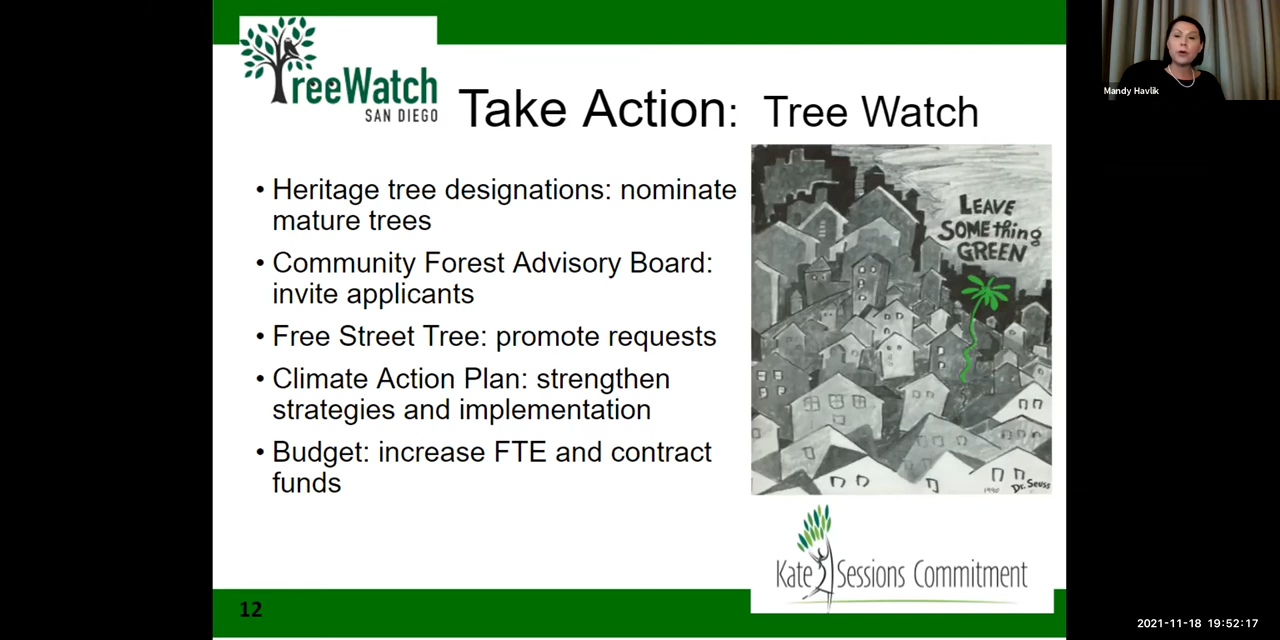 TreeWatch
SAN DIEGO
Take Action: Tree Watch
• Heritage tree designations: nominate
mature trees
• Community Forest Advisory Board:
invite applicants
• Free Street Tree: promote requests
• Climate Action Plan: strengthen
strategies and implementation
• Budget: increase FTE and contract
funds
LEAVE
SOMEthing
GREEN
1990
Dr. Seuss
Kate Sessions Commitment
12
Mandy Havlik
2021-11-18 19:52:17